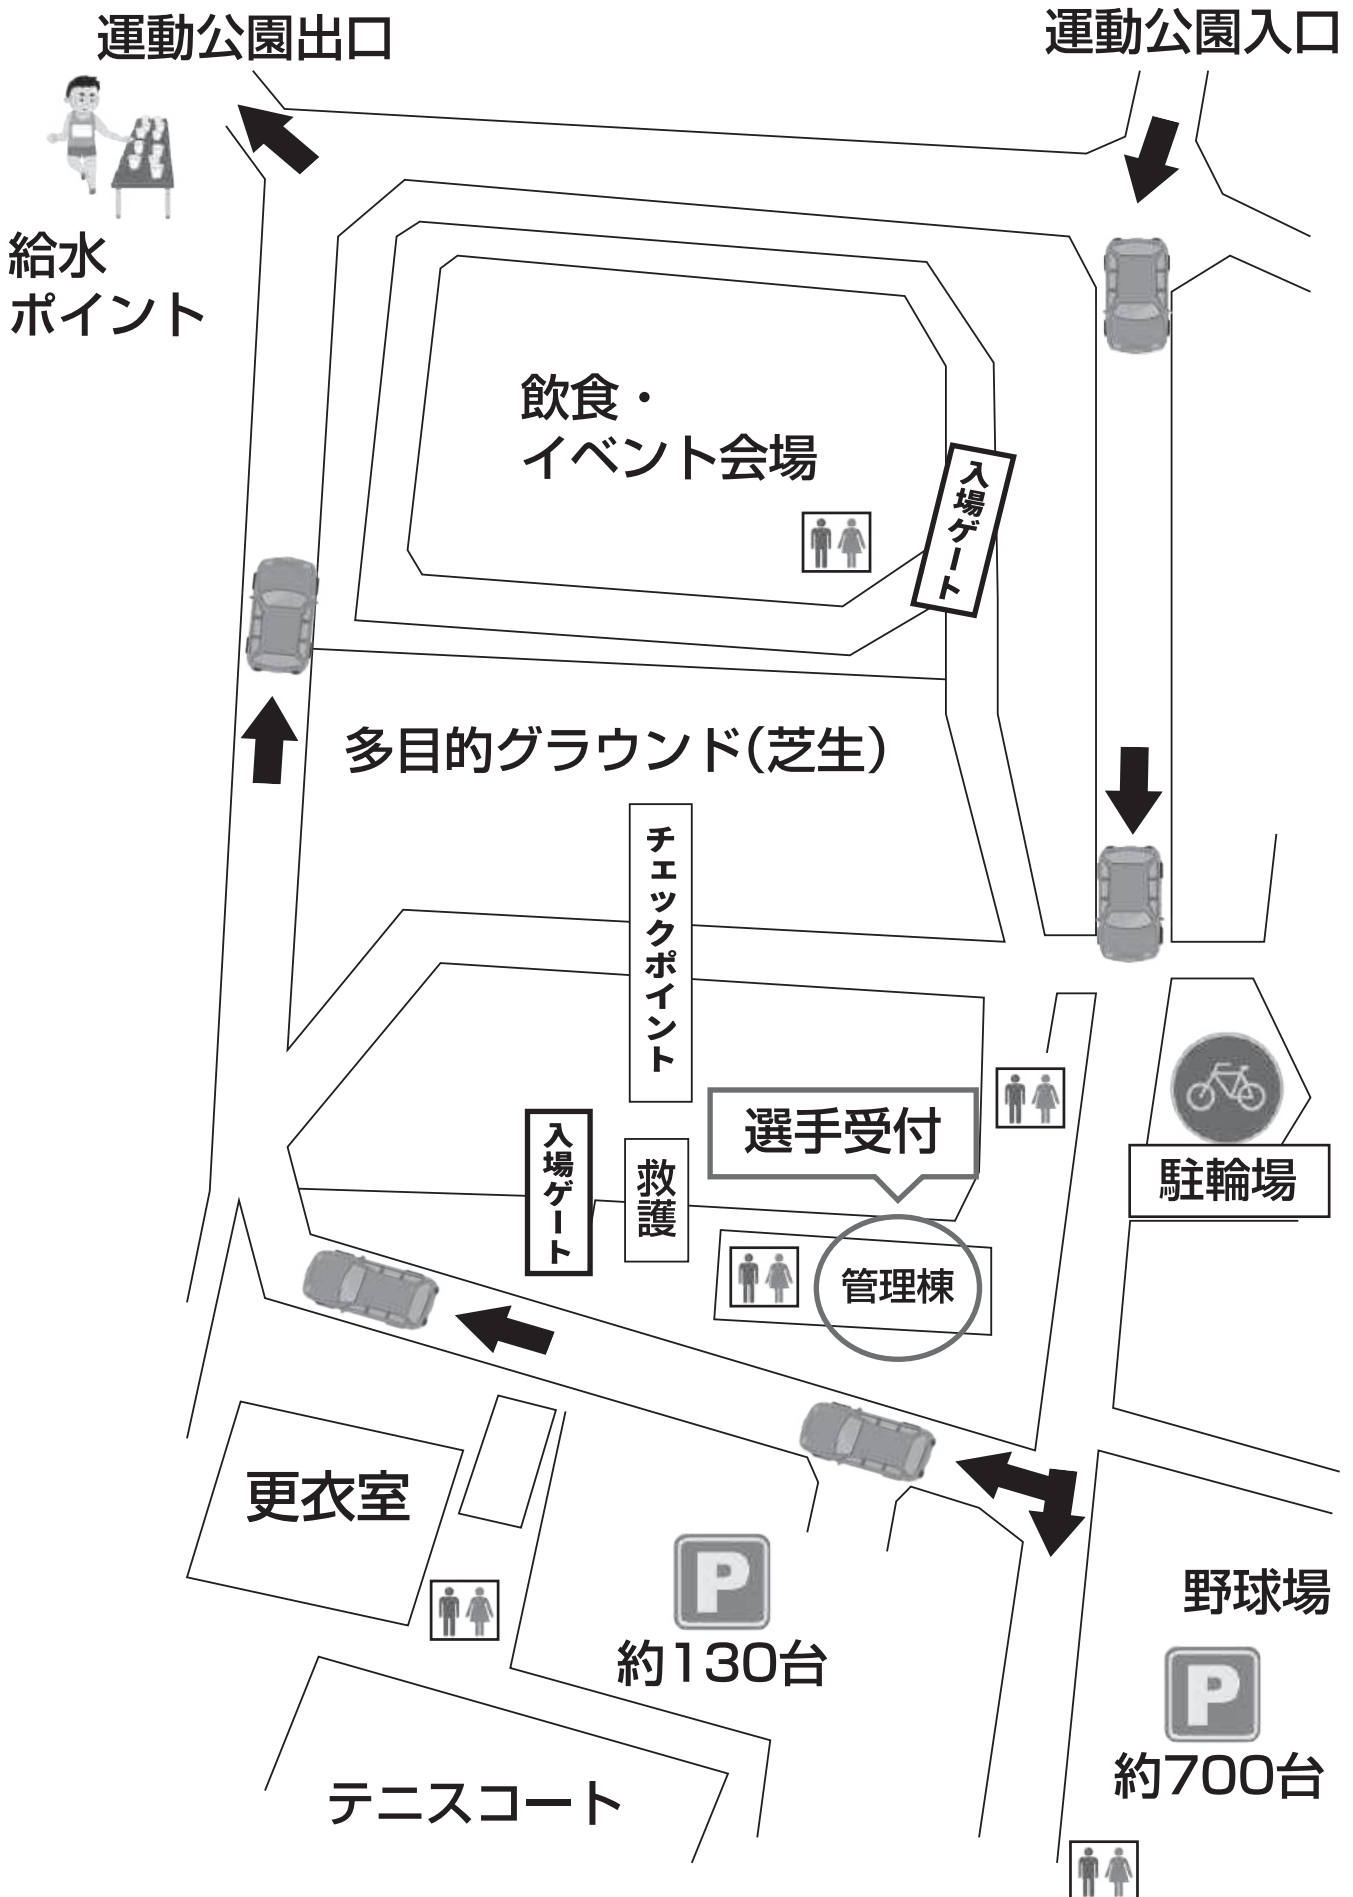 運動公園出口
運動公園入口
給水
ポイント
飲食・
イベント会場
入場ゲート
多目的グラウンド(芝生)
チェックポイント
選手受付
入場ゲート
救護
駐輪場
管理棟
更衣室
P
約130台
野球場
P
約700台
テニスコート